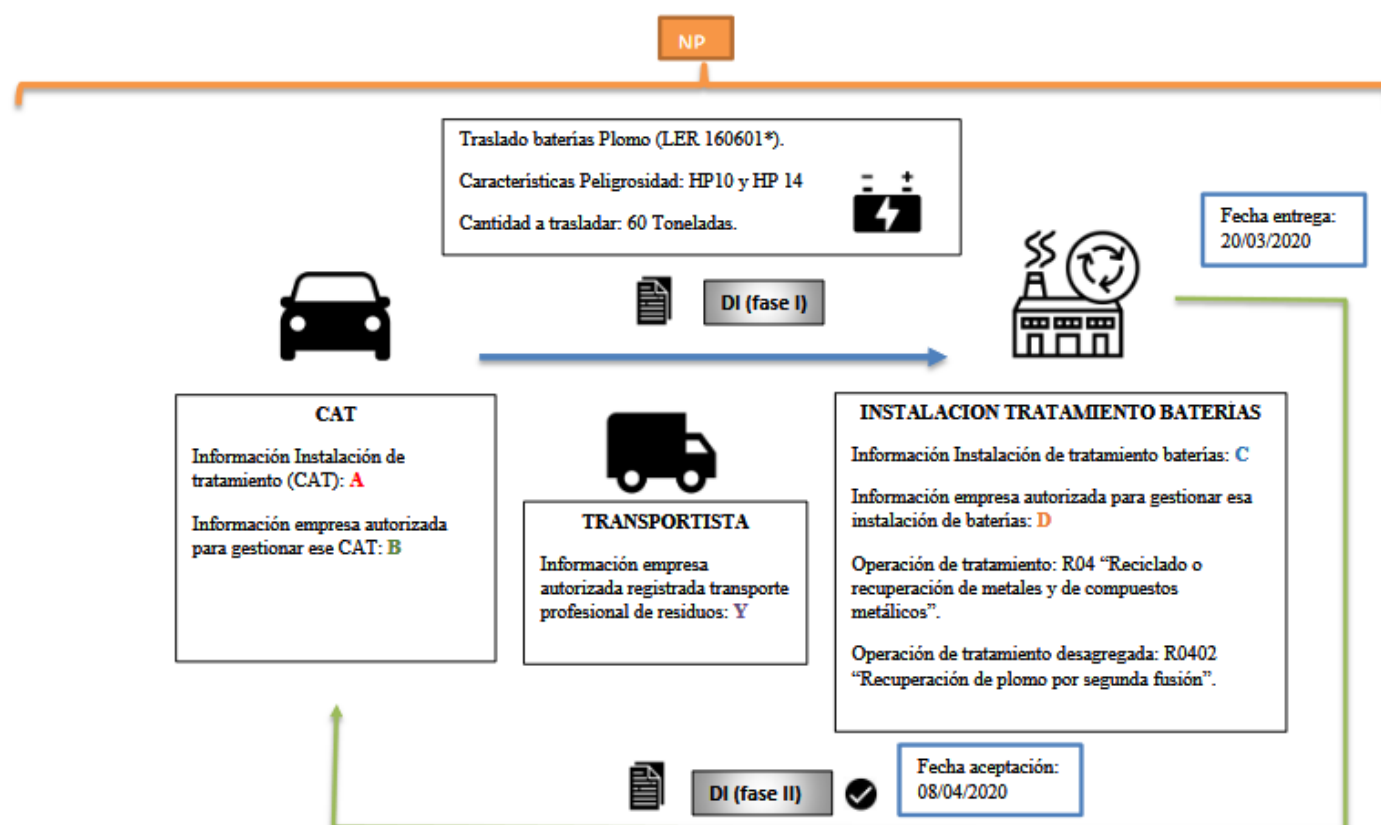 NP
Traslado baterías Plomo (LER 160601*).
Características Peligrosidad: HP10 y HP 14
Cantidad a trasladar: 60 Toneladas.
Fecha entrega:
20/03/2020
DI (fase I)
CAT
Información Instalación de
tratamiento (CAT): A
Información empresa autorizada
para gestionar ese CAT: B
TRANSPORTISTA
Información empresa
autorizada registrada transporte
profesional de residuos: Y
INSTALACION TRATAMIENTO BATERÍAS
Información Instalación de tratamiento baterías: C
Información empresa autorizada para gestionar esa
instalación de baterías: D
Operación de tratamiento: R04 “Reciclado o
recuperación de metales y de compuestos
metálicos”.
Operación de tratamiento desagregada: R0402
“Recuperación de plomo por segunda fusión”.
DI (fase II)
Fecha aceptación:
08/04/2020